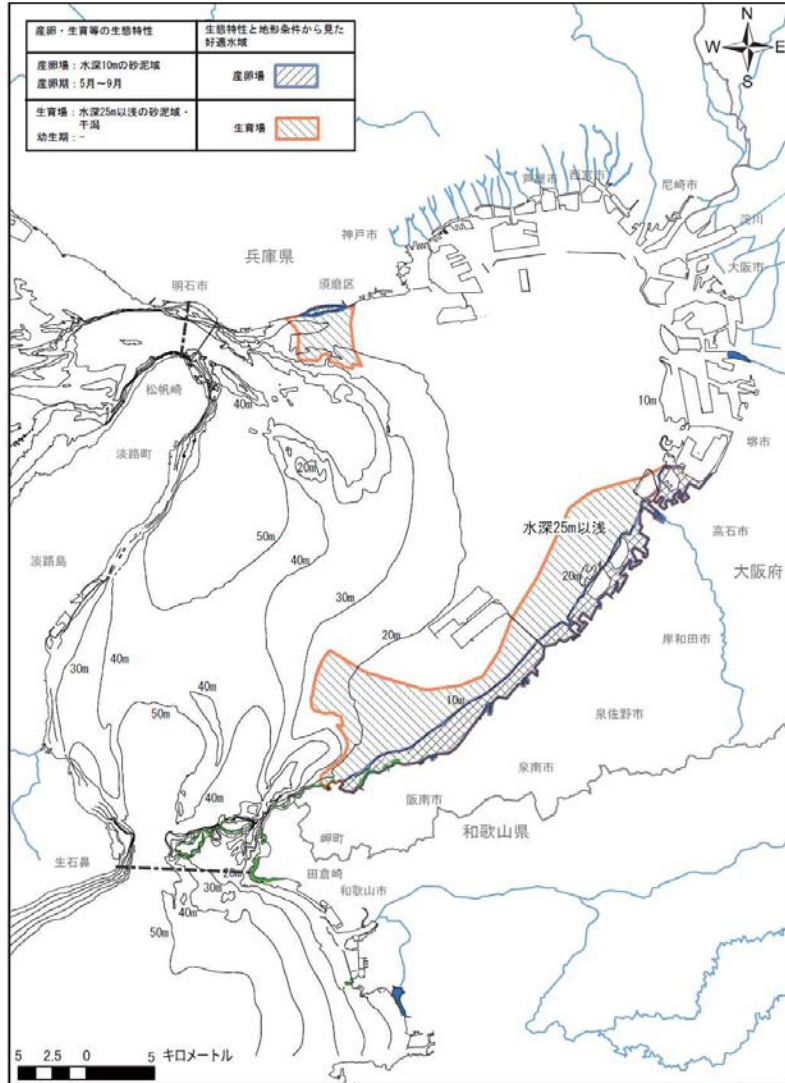 産卵・生育等の生態特性
生態特性と地形条件から見た
好適水域
産卵場：水深10mの砂泥域
産卵期：5月～9月
産卵場
生育場：水深25m以浅の砂泥域・
干潟
幼生期：-
生育場
N
W
E
S
芦屋市
西宮市
尼崎市
神戸市
淀川
兵庫県
大阪市
明石市
須磨区
松帆崎
40m
10m
淡路町
20m
堺市
50m
水深25m以浅
高石市
淡路島
40m
20m
大阪府
30m
20m
岸和田市
30m
40m
40m
10m
50m
泉佐野市
40m
泉南市
阪南市
和歌山県
岬町
生石鼻
20m
田倉崎
30m
和歌山市
40m
50m
5
2.5
0
5
キロメートル